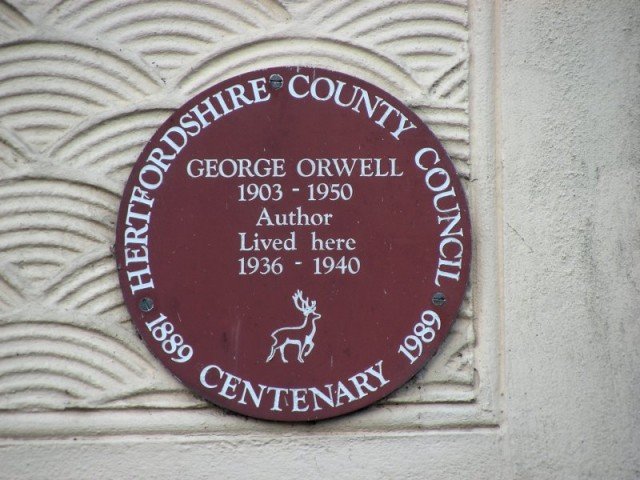 HERTFORDSHIRE COUNTY COUNCIL
GEORGE ORWELL
1903 - 1950
Author
Lived here
1936 - 1940
1889 CENTENARY 1989